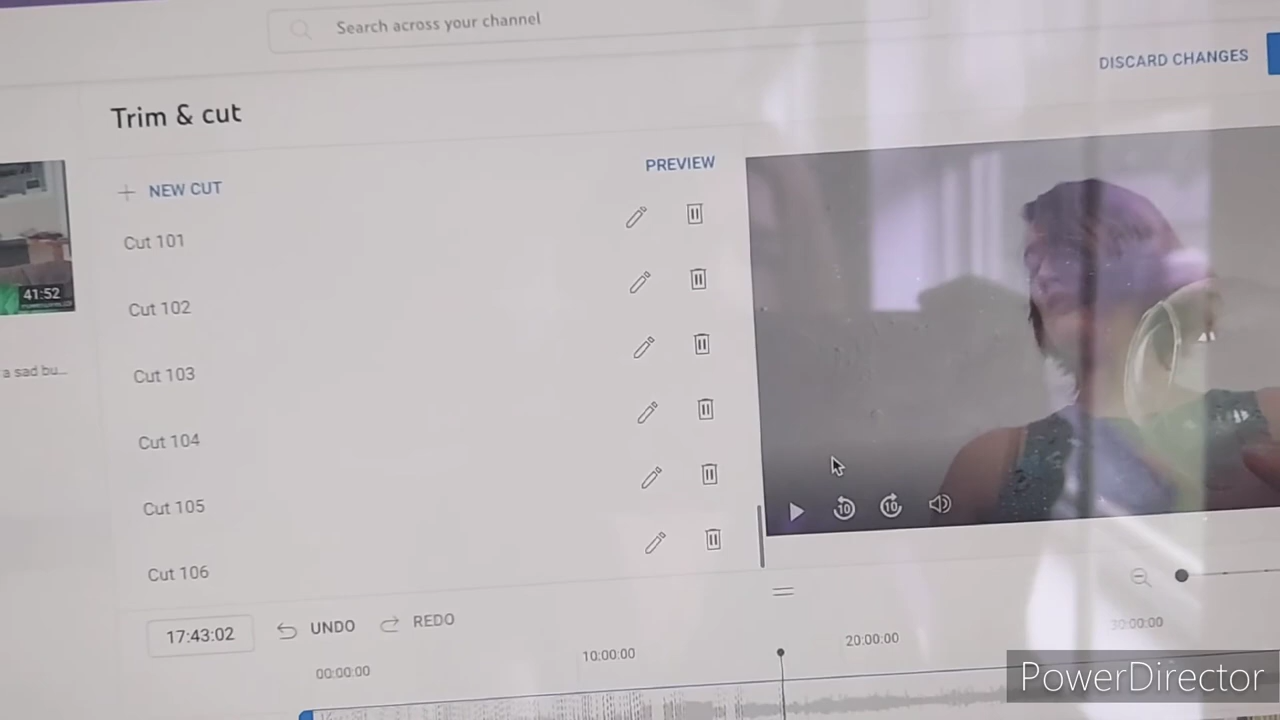 Search across your channel
DISCARD CHANGES
Trim & cut
PREVIEW
NEW CUT
Cut 101
41:52
Cut 102
a sad bu...
Cut 103
Cut 104
10
10
Cut 105
Cut 106
17:43:02
UNDO
REDO
00:00:00
10:00:00
20:00:00
30:00:00
PowerDirector